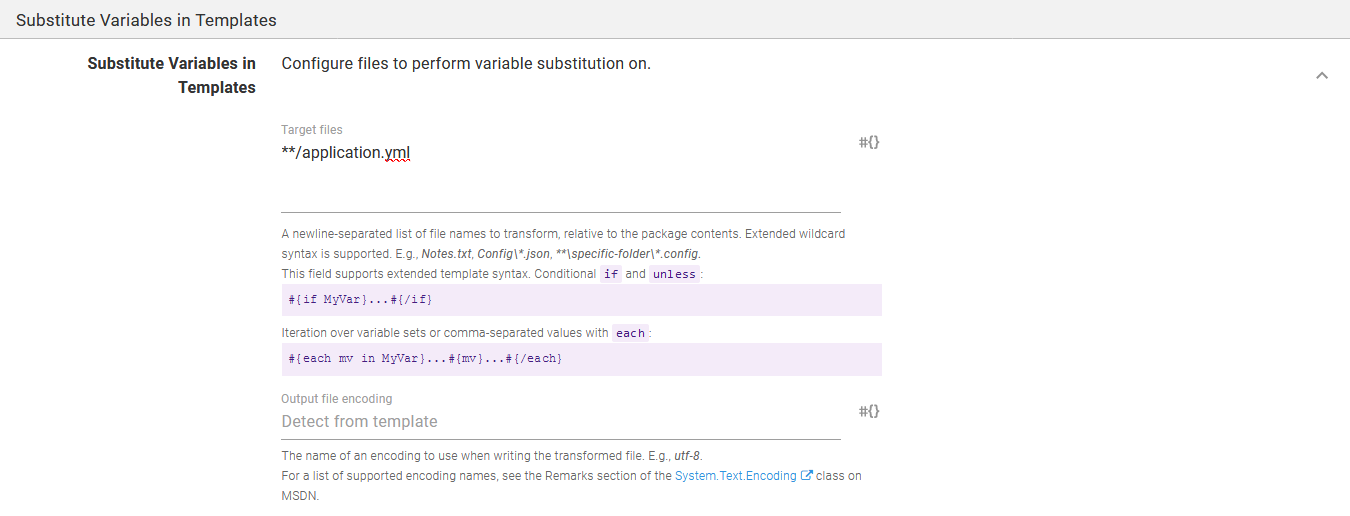 Substitute Variables in Templates
Substitute Variables in
Templates
Configure files to perform variable substitution on.
Target files
**/application.yml
#{}
A newline-separated list of file names to transform, relative to the package contents. Extended wildcard
syntax is supported. E.g., Notes.txt, Config\*.json, **\specific-folder\*.config.
This field supports extended template syntax. Conditional if and unless:
#{if MyVar}...#{/if}
Iteration over variable sets or comma-separated values with each:
#{each mv in MyVar}...#{mv}...#{/each}
Output file encoding
Detect from template
#{}
The name of an encoding to use when writing the transformed file. E.g., utf-8.
For a list of supported encoding names, see the Remarks section of the System.Text.Encoding class on
MSDN.